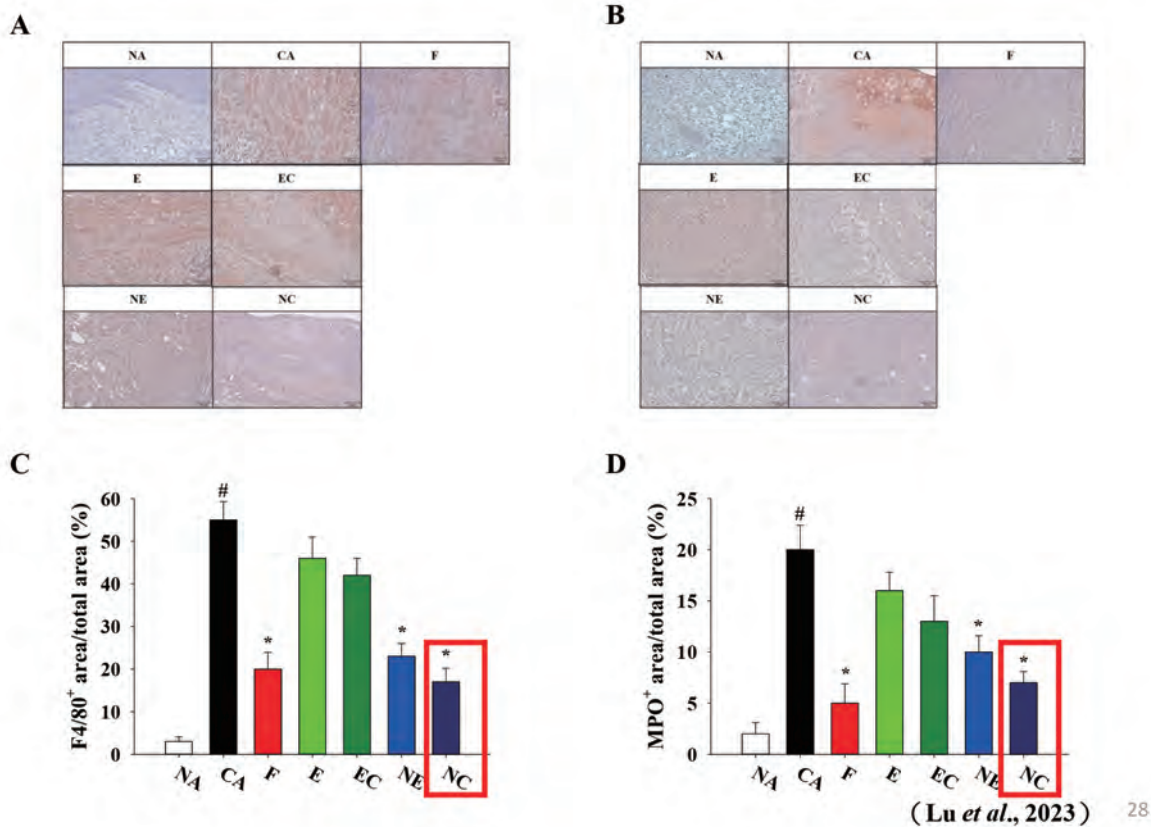 A
NA CA F
E EC
NE NC
B
NA CA F
E EC
NE NC
C
F4/80+ area/total area (%)
60
50
40
30
20
10
0
#
*
*
*
NA CA F E EC NE NC
D
MPO+ area/total area (%)
25
20
15
10
5
0
#
*
*
*
NA CA F E EC NE NC
(Lu et al., 2023)
28